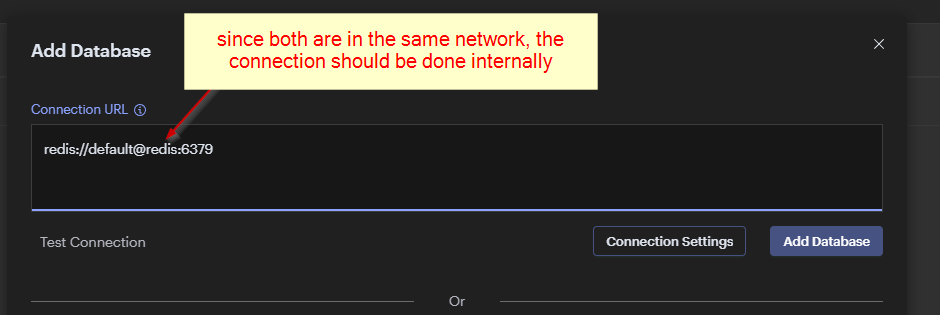 since both are in the same network, the
connection should be done internally
Add Database
Connection URL
redis://default@redis:6379
Test Connection
Connection Settings
Add Database
Or